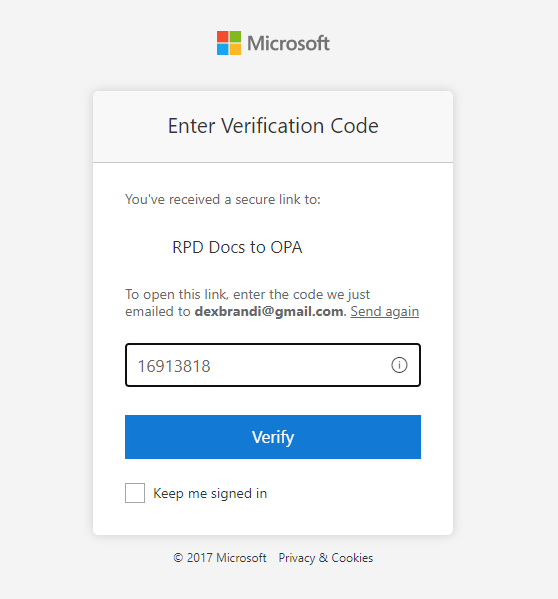 Microsoft
Enter Verification Code
You've received a secure link to:
RPD Docs to OPA
To open this link, enter the code we just
emailed to dexbrandi@gmail.com. Send again
16913818
Verify
Keep me signed in
© 2017 Microsoft Privacy & Cookies